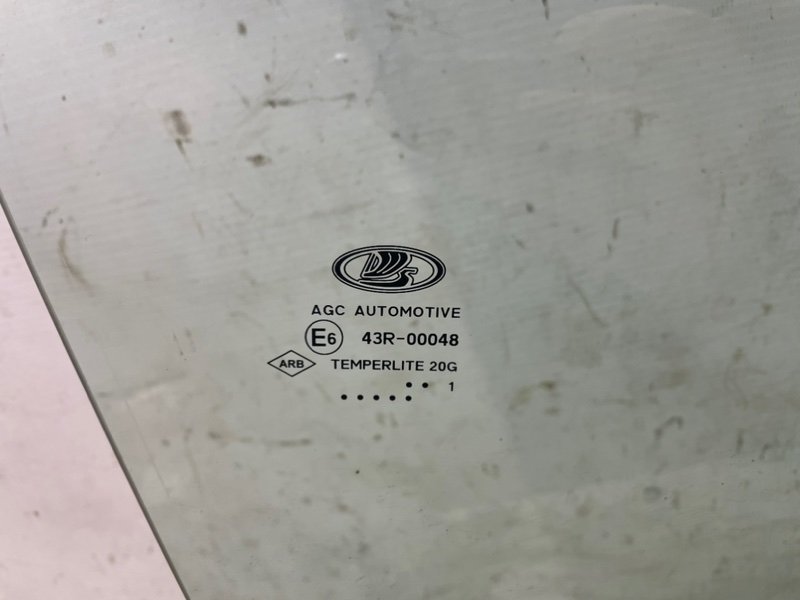 AGC AUTOMOTIVE
E6 43R-00048
ARB TEMPERLITE 20G
•• 1
•••••